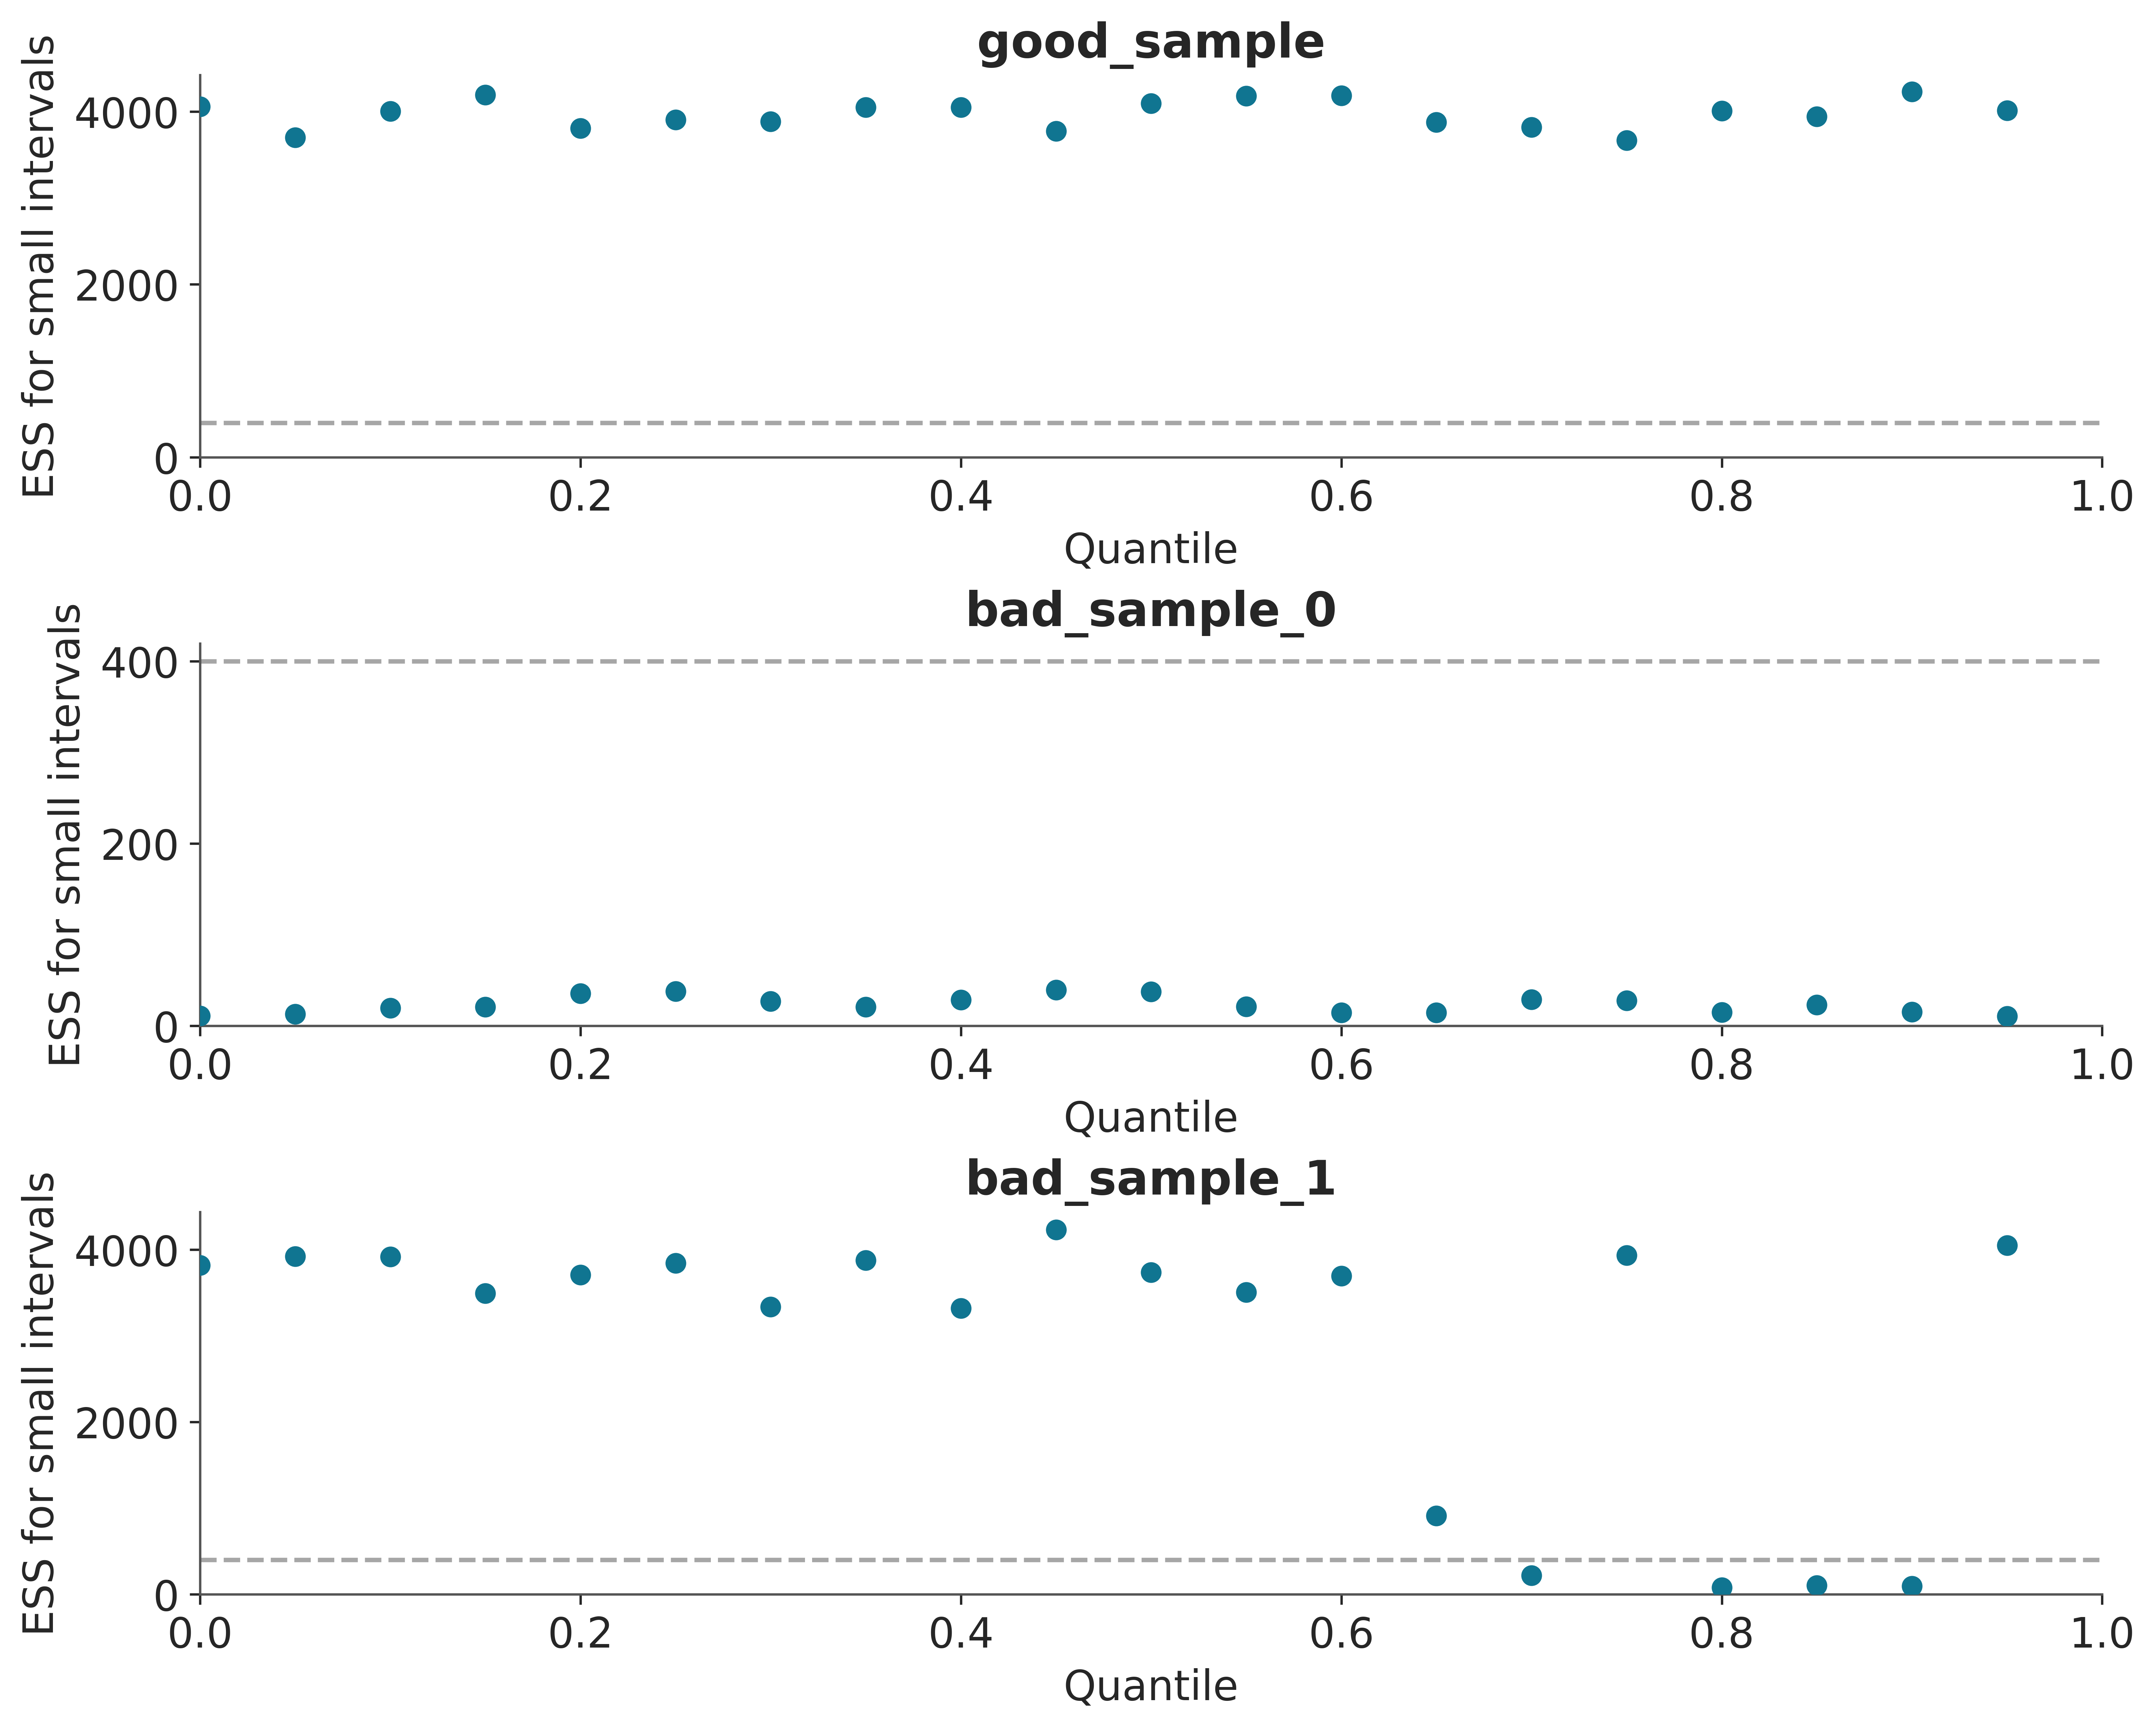 good_sample
ESS for small intervals
4000
2000
0
0.0 0.2 0.4 0.6 0.8 1.0
Quantile
bad_sample_0
ESS for small intervals
400
200
0
0.0 0.2 0.4 0.6 0.8 1.0
Quantile
bad_sample_1
ESS for small intervals
4000
2000
0
0.0 0.2 0.4 0.6 0.8 1.0
Quantile